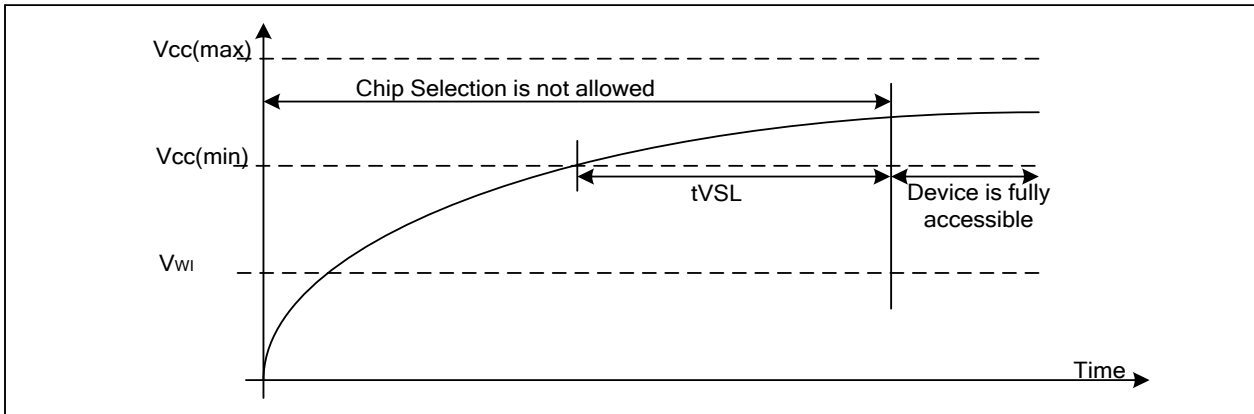 Vcc(max)
Chip Selection is not allowed
Vcc(min)
tVSL
Device is fully
accessible
VWI
Time